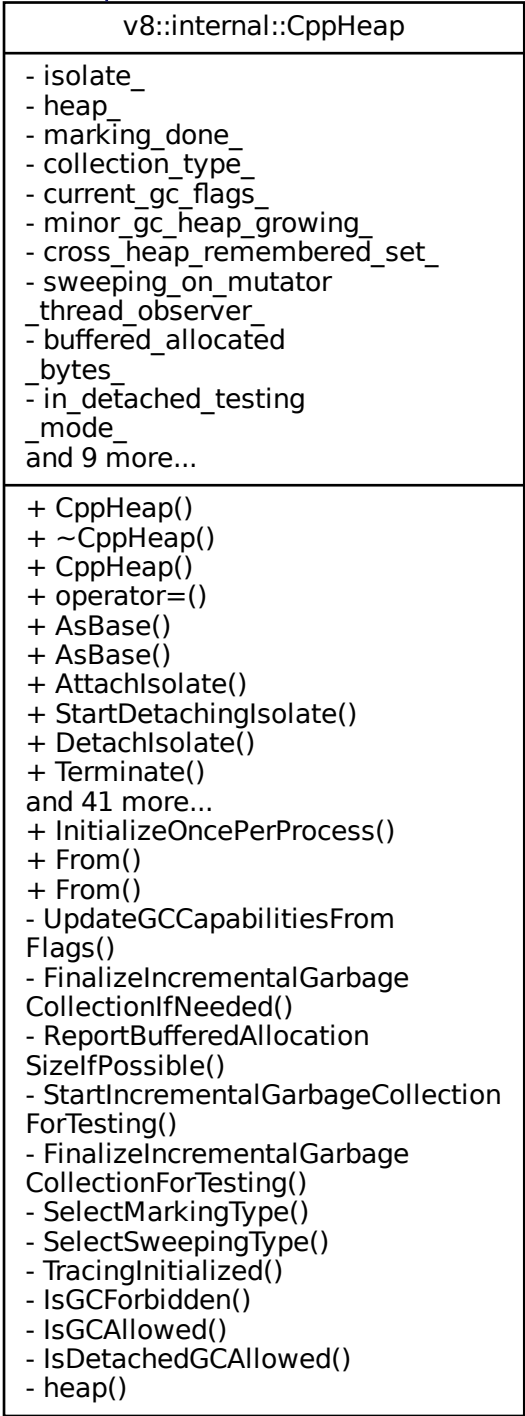 v8::internal::CppHeap
- isolate_
- heap_
- marking_done_
- collection_type_
- current_gc_flags_
- minor_gc_heap_growing_
- cross_heap_remembered_set_
- sweeping_on_mutator
_thread_observer_
- buffered_allocated
_bytes_
- in_detached_testing
_mode_
and 9 more...
+ CppHeap()
+ ~CppHeap()
+ CppHeap()
+ operator=()
+ AsBase()
+ AsBase()
+ AttachIsolate()
+ StartDetachingIsolate()
+ DetachIsolate()
+ Terminate()
and 41 more...
+ InitializeOncePerProcess()
+ From()
+ From()
- UpdateGCCapabilitiesFrom
Flags()
- FinalizeIncrementalGarbage
CollectionIfNeeded()
- ReportBufferedAllocation
SizeIfPossible()
- StartIncrementalGarbageCollection
ForTesting()
- FinalizeIncrementalGarbage
CollectionForTesting()
- SelectMarkingType()
- SelectSweepingType()
- TracingInitialized()
- IsGCForbidden()
- IsGCAllowed()
- IsDetachedGCAllowed()
- heap()